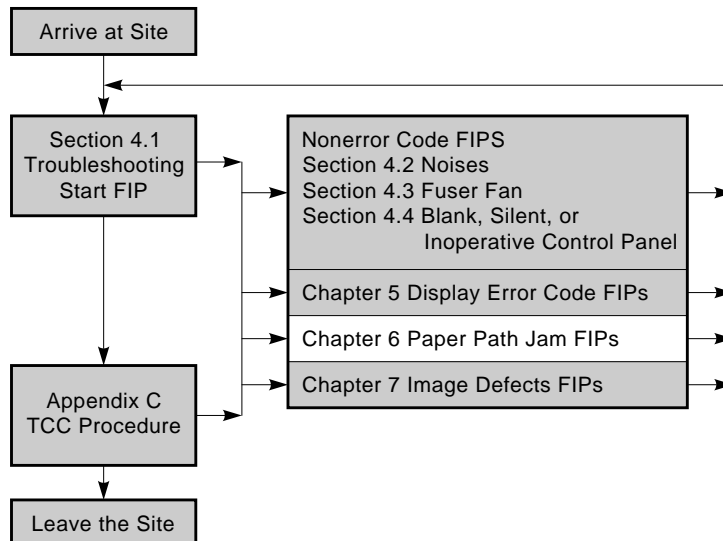 Arrive at Site
Section 4.1
Troubleshooting
Start FIP
Nonerror Code FIPS
Section 4.2 Noises
Section 4.3 Fuser Fan
Section 4.4 Blank, Silent, or
Inoperative Control Panel
Chapter 5 Display Error Code FIPs
Chapter 6 Paper Path Jam FIPs
Chapter 7 Image Defects FIPs
Appendix C
TCC Procedure
Leave the Site